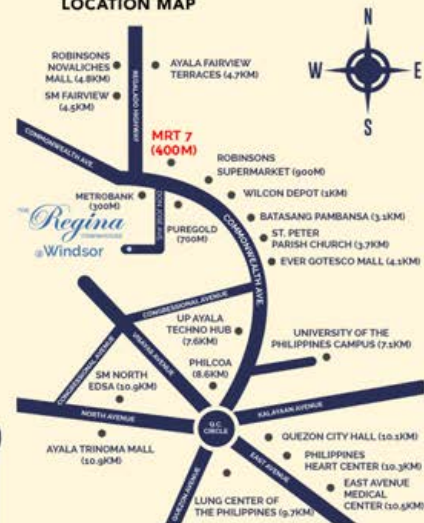 LOCATION MAP
N
W
E
S
ROBINSONS
NOVALICHES
MALL (4.8KM)
AYALA FAIRVIEW
TERRACES (4.7KM)
SM FAIRVIEW
(4.5KM)
REGALADO HIGHWAY
COMMONWEALTH AVE.
MRT 7
(400M)
ROBINSONS
SUPERMARKET (900M)
METROBANK
(300M)
DON JOSE AVE
WILCON DEPOT (1KM)
PUREGOLD
(700M)
THE
Regina
@Windsor
BATASANG PAMBANSA (3.1KM)
ST. PETER
PARISH CHURCH (3.7KM)
COMMONWEALTH AVE.
EVER GOTESCO MALL (4.1KM)
CONGRESSIONAL AVENUE
UP AYALA
TECHNO HUB
(7.6KM)
UNIVERSITY OF THE
PHILIPPINES CAMPUS (7.1KM)
VISAYAS AVENUE
CONGRESSIONAL AVENUE
PHILCOA
(8.6KM)
SM NORTH
EDSA (10.9KM)
NORTH AVENUE
KALAYAAN AVENUE
Q.C.
CIRCLE
AYALA TRINOMA MALL
(10.9KM)
QUEZON CITY HALL (10.1KM)
PHILIPPINES
HEART CENTER (10.3KM)
EAST AVENUE
EAST AVENUE
MEDICAL
CENTER (10.5KM)
QUEZON AVENUE
LUNG CENTER OF
THE PHILIPPINES (9.7KM)